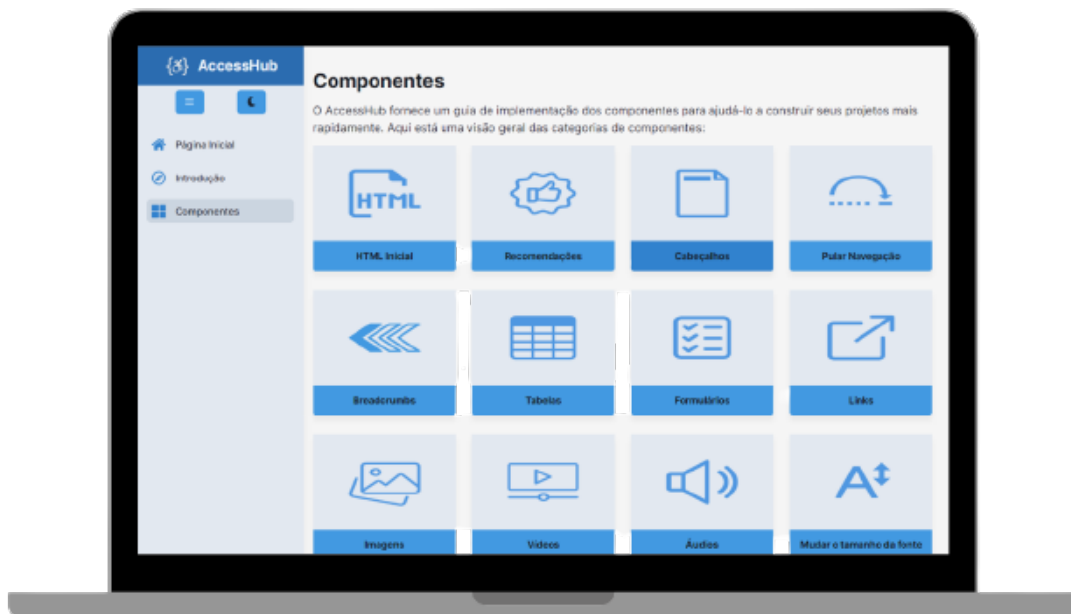 AccessHub
Componentes
O AccessHub fornece um guia de implementação dos componentes para ajudá-lo a construir seus projetos mais
rapidamente. Aqui está uma visão geral das categorias de componentes:
Página Inicial
Introdução
Componentes
HTML
HTML Inicial
Recomendações
Cabeçalhos
Pular Navegação
Breadcrumbs
Tabelas
Formulários
Links
A
Imagens
Vídeos
Áudios
Mudar o tamanho da fonte